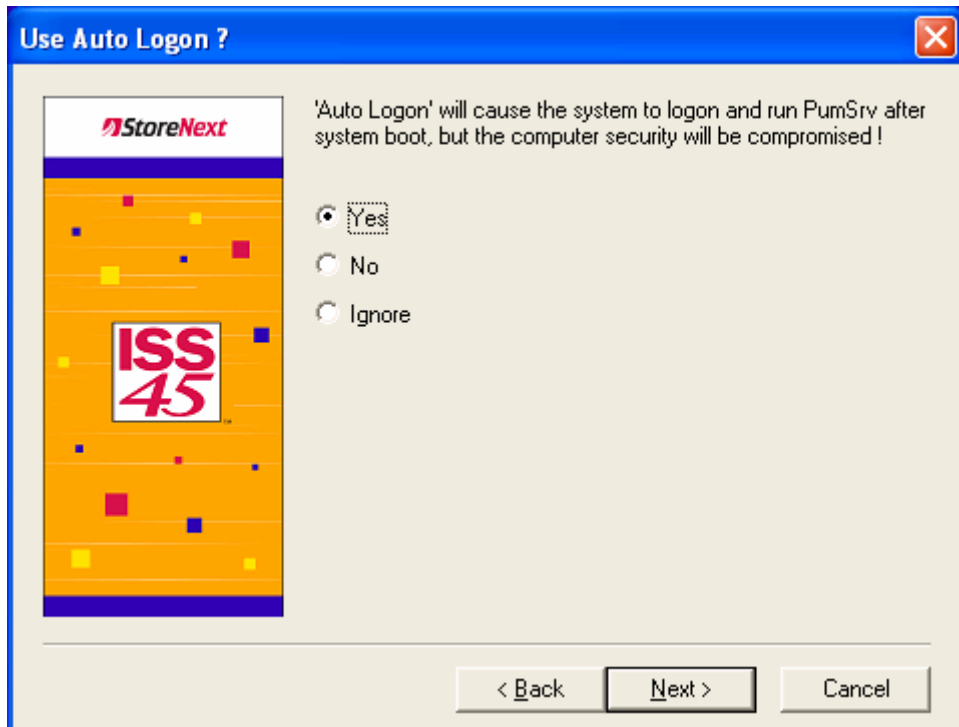 Use Auto Logon ?
StoreNext
'Auto Logon' will cause the system to logon and run PumSrv after
system boot, but the computer security will be compromised !
Yes
No
Ignore
ISS
45
< Back
Next >
Cancel